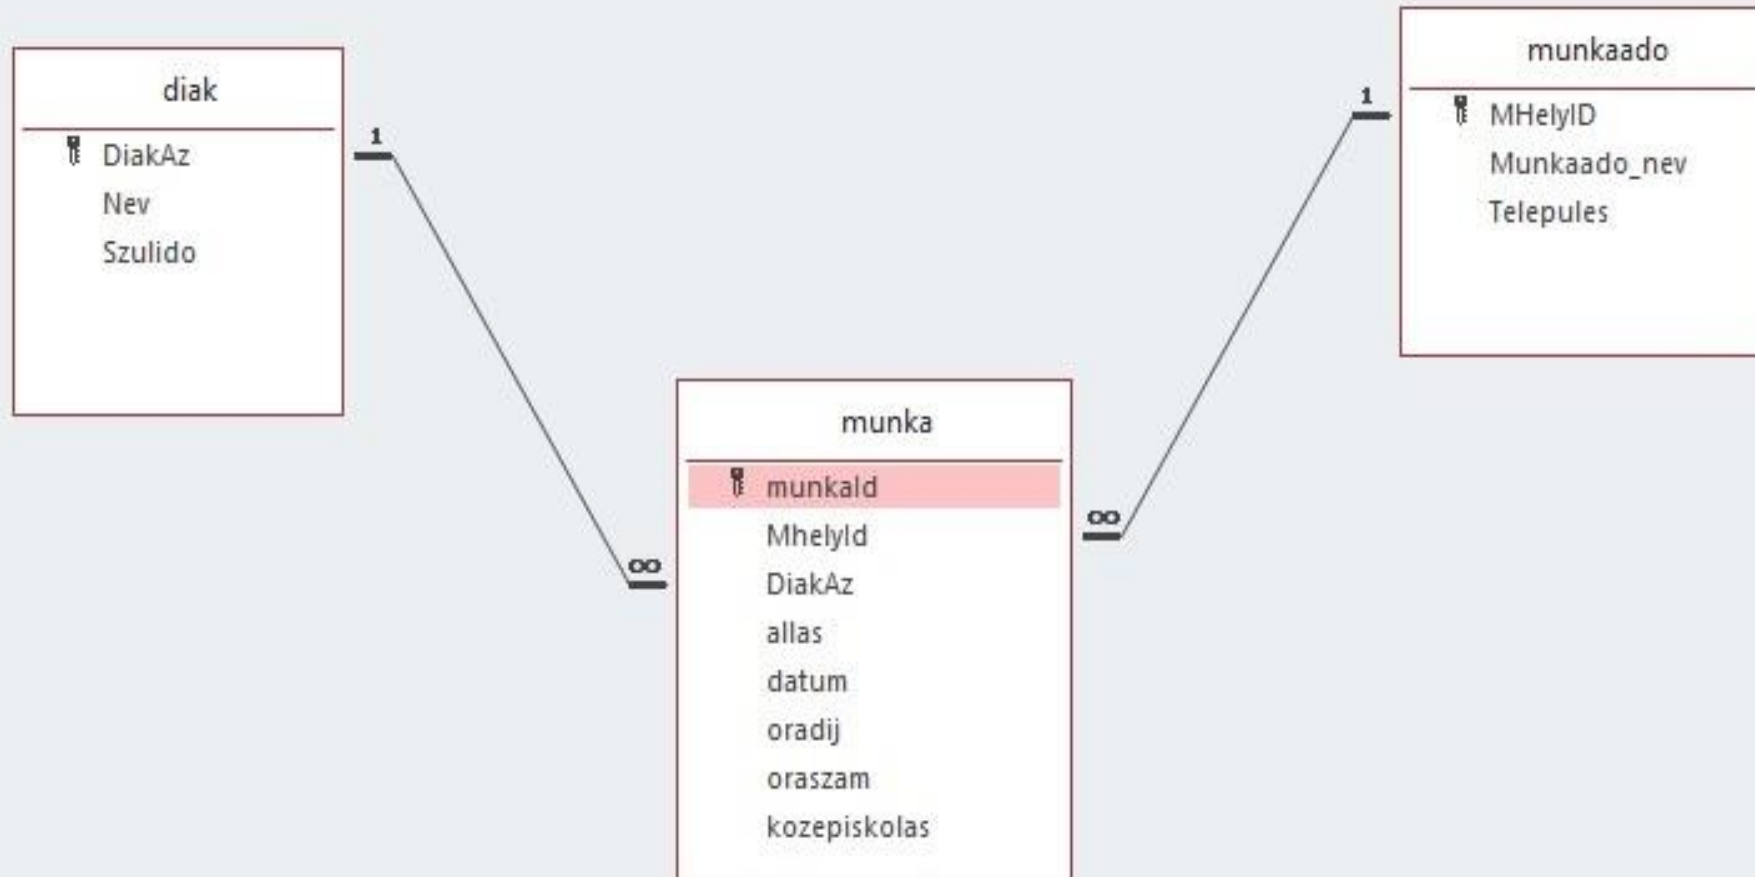 diak
1
DiakAz
Nev
Szulido
munkaado
1
MHelyID
Munkaado_nev
Telepules
munka
munkaId
MhelyId
DiakAz
allas
datum
oradij
oraszam
kozepiskolas
∞
∞